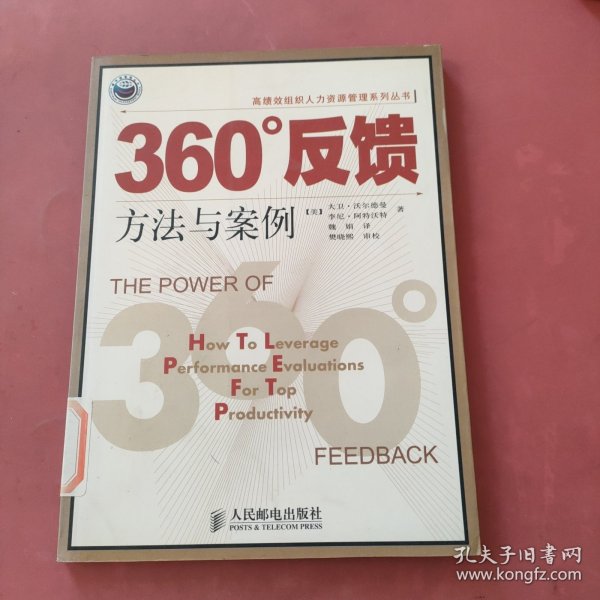 高绩效组织人力资源管理系列丛书
360°反馈
方法与案例
[美] 大卫·沃尔德曼
李尼·阿特沃特 著
魏娟 译
樊晓熙 审校
THE POWER OF
360°
How To Leverage
Performance Evaluations
For Top
Productivity
FEEDBACK
人民邮电出版社
POSTS & TELECOM PRESS
孔夫子旧书网
www.kongfz.com